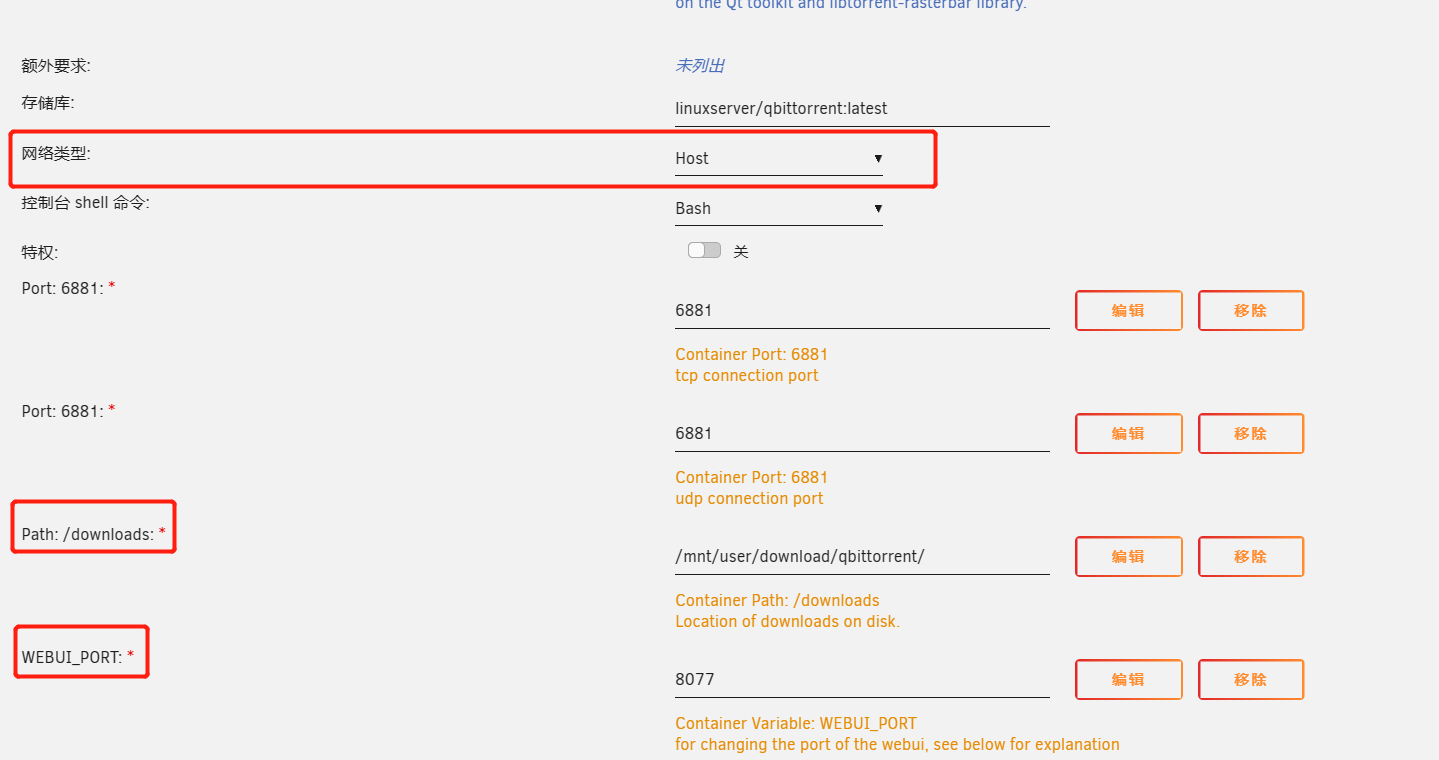 on the Qt toolkit and libtorrent-rasterbar library.
额外要求:
未列出
存储库:
linuxserver/qbittorrent:latest
网络类型:
Host
控制台 shell 命令:
Bash
特权:
关
Port: 6881: *
6881
编辑
移除
Container Port: 6881
tcp connection port
Port: 6881: *
6881
编辑
移除
Container Port: 6881
udp connection port
Path: /downloads: *
/mnt/user/download/qbittorrent/
编辑
移除
Container Path: /downloads
Location of downloads on disk.
WEBUI_PORT: *
8077
编辑
移除
Container Variable: WEBUI_PORT
for changing the port of the webui, see below for explanation